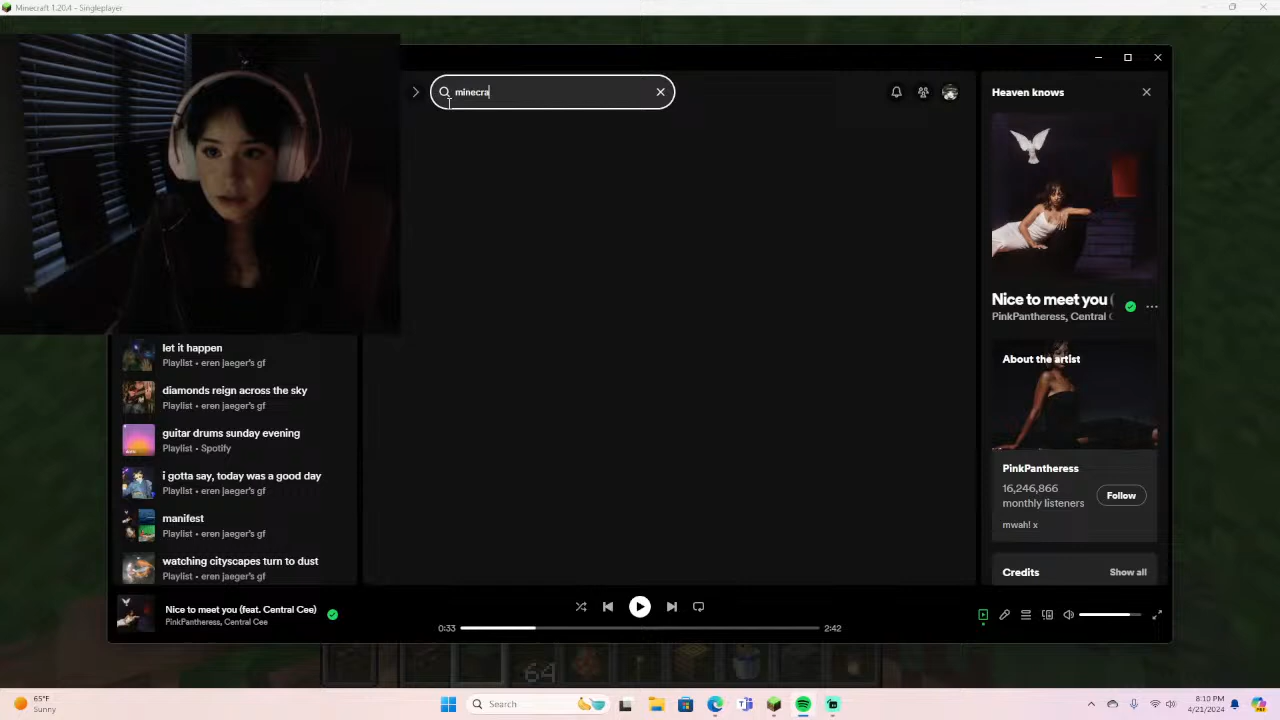 Minecraft 1.20.4 - Singleplayer
minecra
let it happen
Playlist • eren jaeger's gf
diamonds reign across the sky
Playlist • eren jaeger's gf
guitar drums sunday evening
Playlist • Spotify
i gotta say, today was a good day
Playlist • eren jaeger's gf
manifest
Playlist • eren jaeger's gf
watching cityscapes turn to dust
Playlist • eren jaeger's gf
Heaven knows
Nice to meet you (
PinkPantheress, Central C
About the artist
PinkPantheress
16,246,866
monthly listeners
Follow
mwah! x
Credits
Show all
Nice to meet you (feat. Central Cee)
PinkPantheress, Central Cee
0:33
2:42
64
65°F
Clear
Search
8:10 PM
4/21/2024